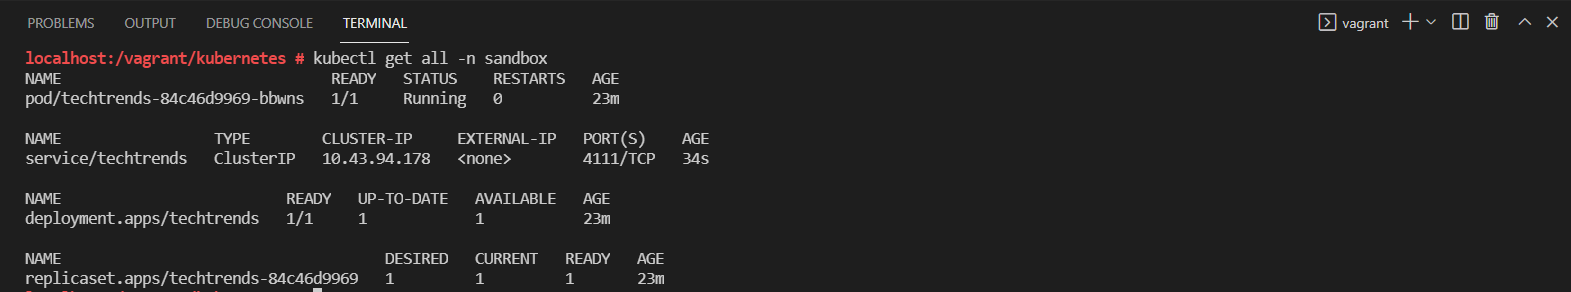 PROBLEMS OUTPUT DEBUG CONSOLE TERMINAL vagrant
localhost:/vagrant/kubernetes # kubectl get all -n sandbox
NAME READY STATUS RESTARTS AGE
pod/techtrends-84c46d9969-bbwns 1/1 Running 0 23m
NAME TYPE CLUSTER-IP EXTERNAL-IP PORT(S) AGE
service/techtrends ClusterIP 10.43.94.178 <none> 4111/TCP 34s
NAME READY UP-TO-DATE AVAILABLE AGE
deployment.apps/techtrends 1/1 1 1 23m
NAME DESIRED CURRENT READY AGE
replicaset.apps/techtrends-84c46d9969 1 1 1 23m